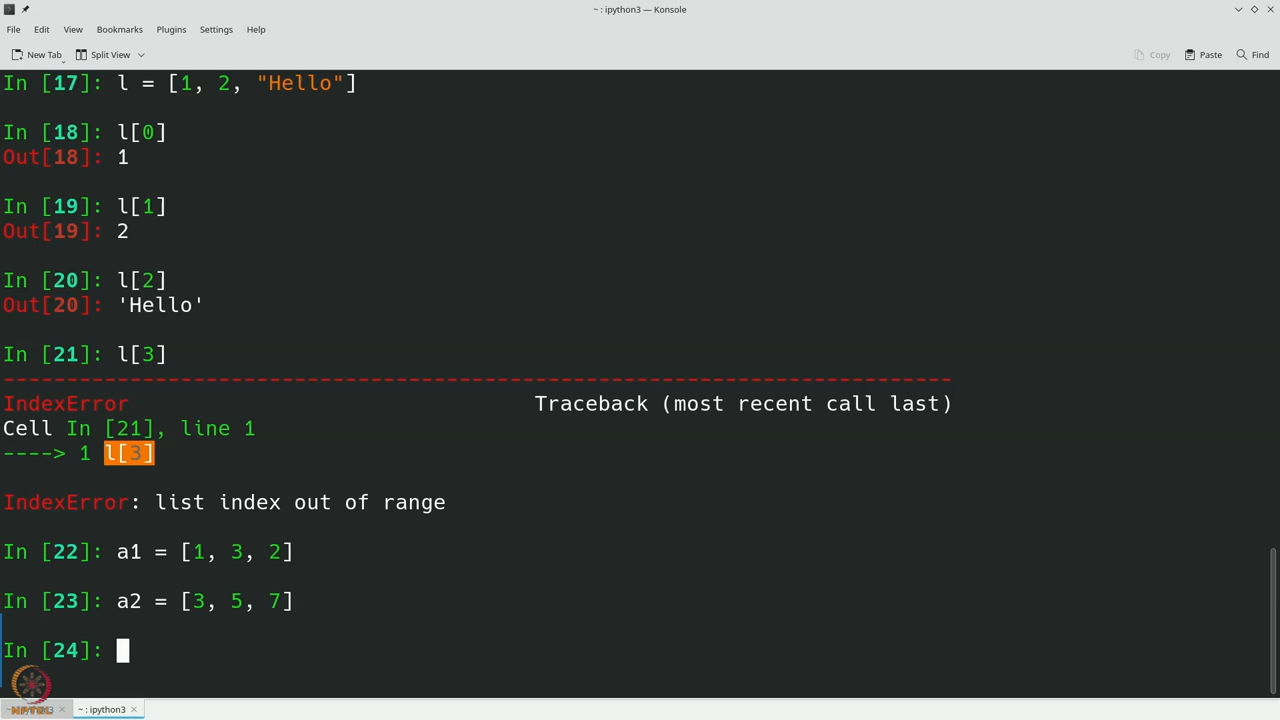 ~ : ipython3 — Konsole
File Edit View Bookmarks Plugins Settings Help
New Tab Split View Copy Paste Find
In [17]: l = [1, 2, "Hello"]
In [18]: l[0]
Out[18]: 1
In [19]: l[1]
Out[19]: 2
In [20]: l[2]
Out[20]: 'Hello'
In [21]: l[3]
---------------------------------------------------------------------------
IndexError Traceback (most recent call last)
Cell In [21], line 1
----> 1 l[3]
IndexError: list index out of range
In [22]: a1 = [1, 3, 2]
In [23]: a2 = [3, 5, 7]
In [24]:
NPTEL
~ : ipython3